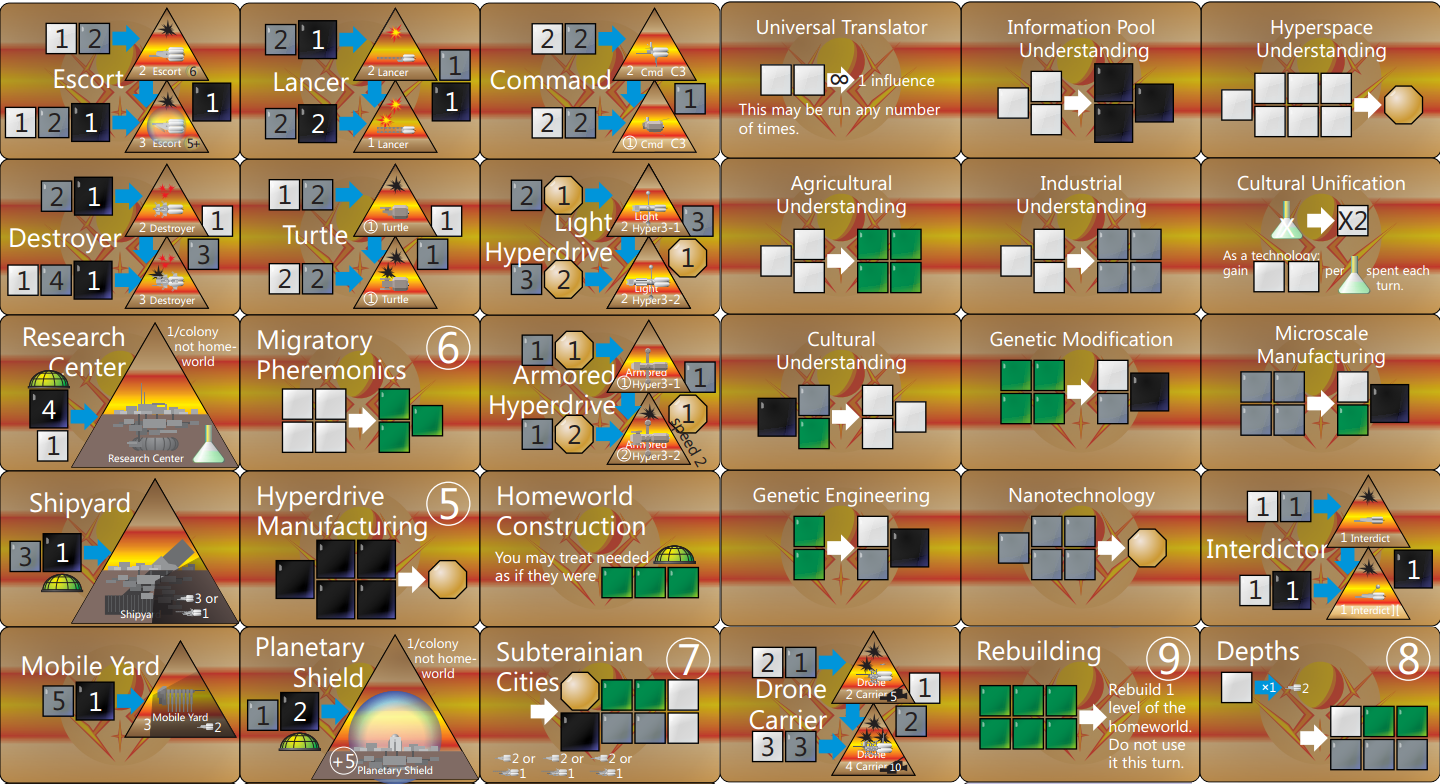 1 2
2 Escort 6
Escort
1
1 2 1
3 Escort 5+
2 1
2 Lancer
Lancer
1
1
2 2
1 Lancer
2 2
2 Cmd C3
Command
1
2 2
1 Cmd C3
Universal Translator
∞ 1 influence
This may be run any number
of times.
Information Pool
Understanding
Hyperspace
Understanding
2 1
2 Destroyer
1
Destroyer
3
1 4 1
3 Destroyer
1 2
1 Turtle
1
Turtle
1
2 2
1 Turtle
2 1
Light
2 Hyper3-1
3
Light
Hyperdrive
1
3 2
Light
2 Hyper3-2
Agricultural
Understanding
Industrial
Understanding
Cultural Unification
X2
As a technology:
gain per spent each
turn.
Research
Center
1/colony
not home-
world
4
1
Research Center
Migratory
Pheremonics
6
1 1
Armored
1 Hyper3-1
1
Armored
Hyperdrive
1
1 2
Armored
2 Hyper3-2
speed 2
Cultural
Understanding
Genetic Modification
Microscale
Manufacturing
Shipyard
3 1
Shipyar
3 or
1
Hyperdrive
Manufacturing
5
Homeworld
Construction
You may treat needed
as if they were
Genetic Engineering
Nanotechnology
1 1
1 Interdict
Interdictor
1
1 1
1 Interdict][
Mobile Yard
5 1
Mobile Yard
3
2
Planetary
Shield
1/colony
not home-
world
1 2
+5
Planetary Shield
Subterainian
Cities
7
2 or 2 or 2 or
1 1 1
2 1
Drone
2 Carrier 5
1
Drone
Carrier
2
3 3
Drone
4 Carrier 10
Rebuilding
9
Rebuild 1
level of the
homeworld.
Do not use
it this turn.
Depths
8
×1 2